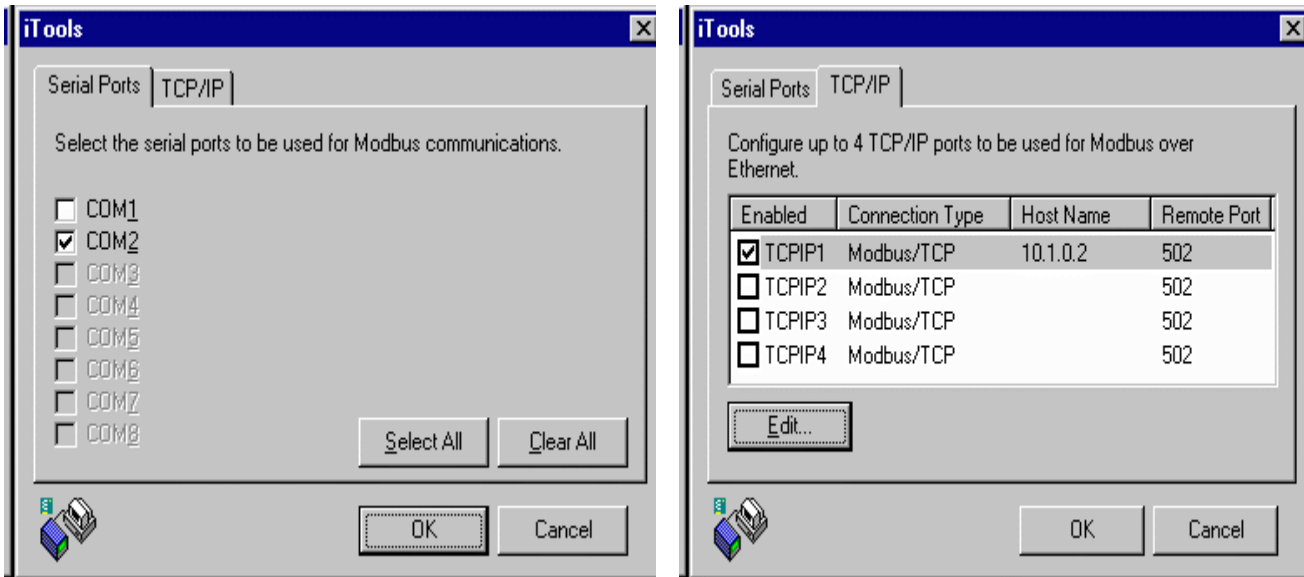 iTools
Serial Ports TCP/IP
Select the serial ports to be used for Modbus communications.
COM1
COM2
COM3
COM4
COM5
COM6
COM7
COM8
Select All Clear All
OK Cancel
iTools
Serial Ports TCP/IP
Configure up to 4 TCP/IP ports to be used for Modbus over
Ethernet.
Enabled Connection Type Host Name Remote Port
TCPIP1 Modbus/TCP 10.1.0.2 502
TCPIP2 Modbus/TCP 502
TCPIP3 Modbus/TCP 502
TCPIP4 Modbus/TCP 502
Edit...
OK Cancel